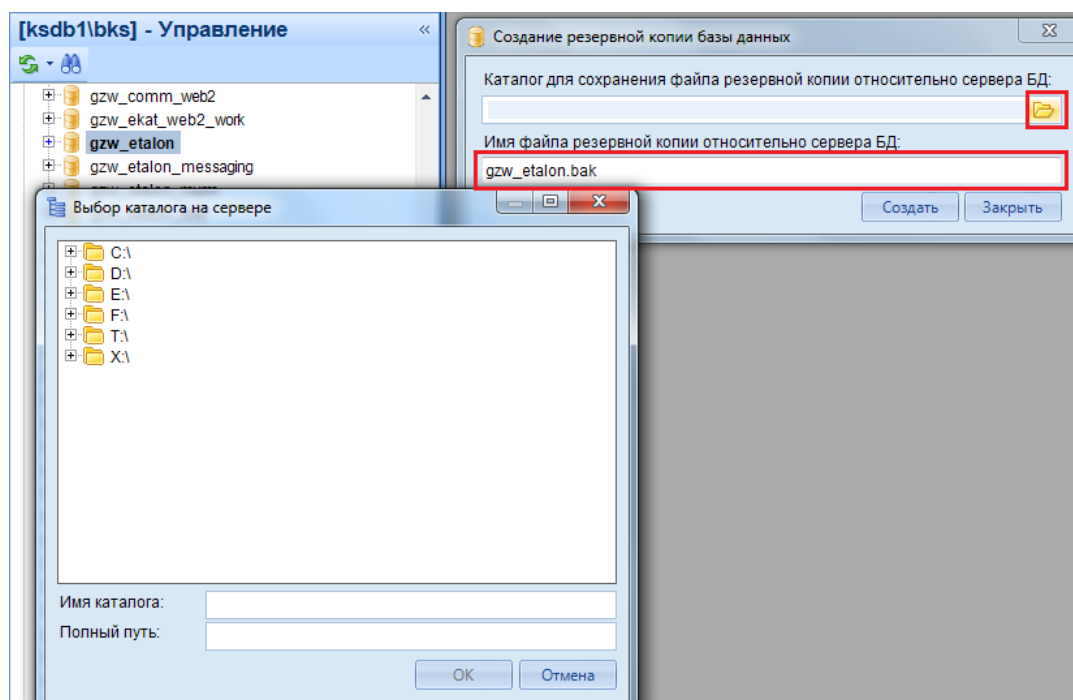 [ksdb1\bks] - Управление
«
gzw_comm_web2
gzw_ekat_web2_work
gzw_etalon
gzw_etalon_messaging
Создание резервной копии базы данных
Каталог для сохранения файла резервной копии относительно сервера БД:
Имя файла резервной копии относительно сервера БД:
gzw_etalon.bak
Создать
Закрыть
Выбор каталога на сервере
C:\
D:\
E:\
F:\
T:\
X:\
Имя каталога:
Полный путь:
OK
Отмена